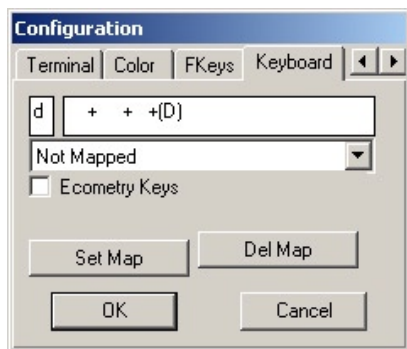 Configuration
Terminal Color FKeys Keyboard
d + + +(D)
Not Mapped
Ecometry Keys
Set Map Del Map
OK Cancel